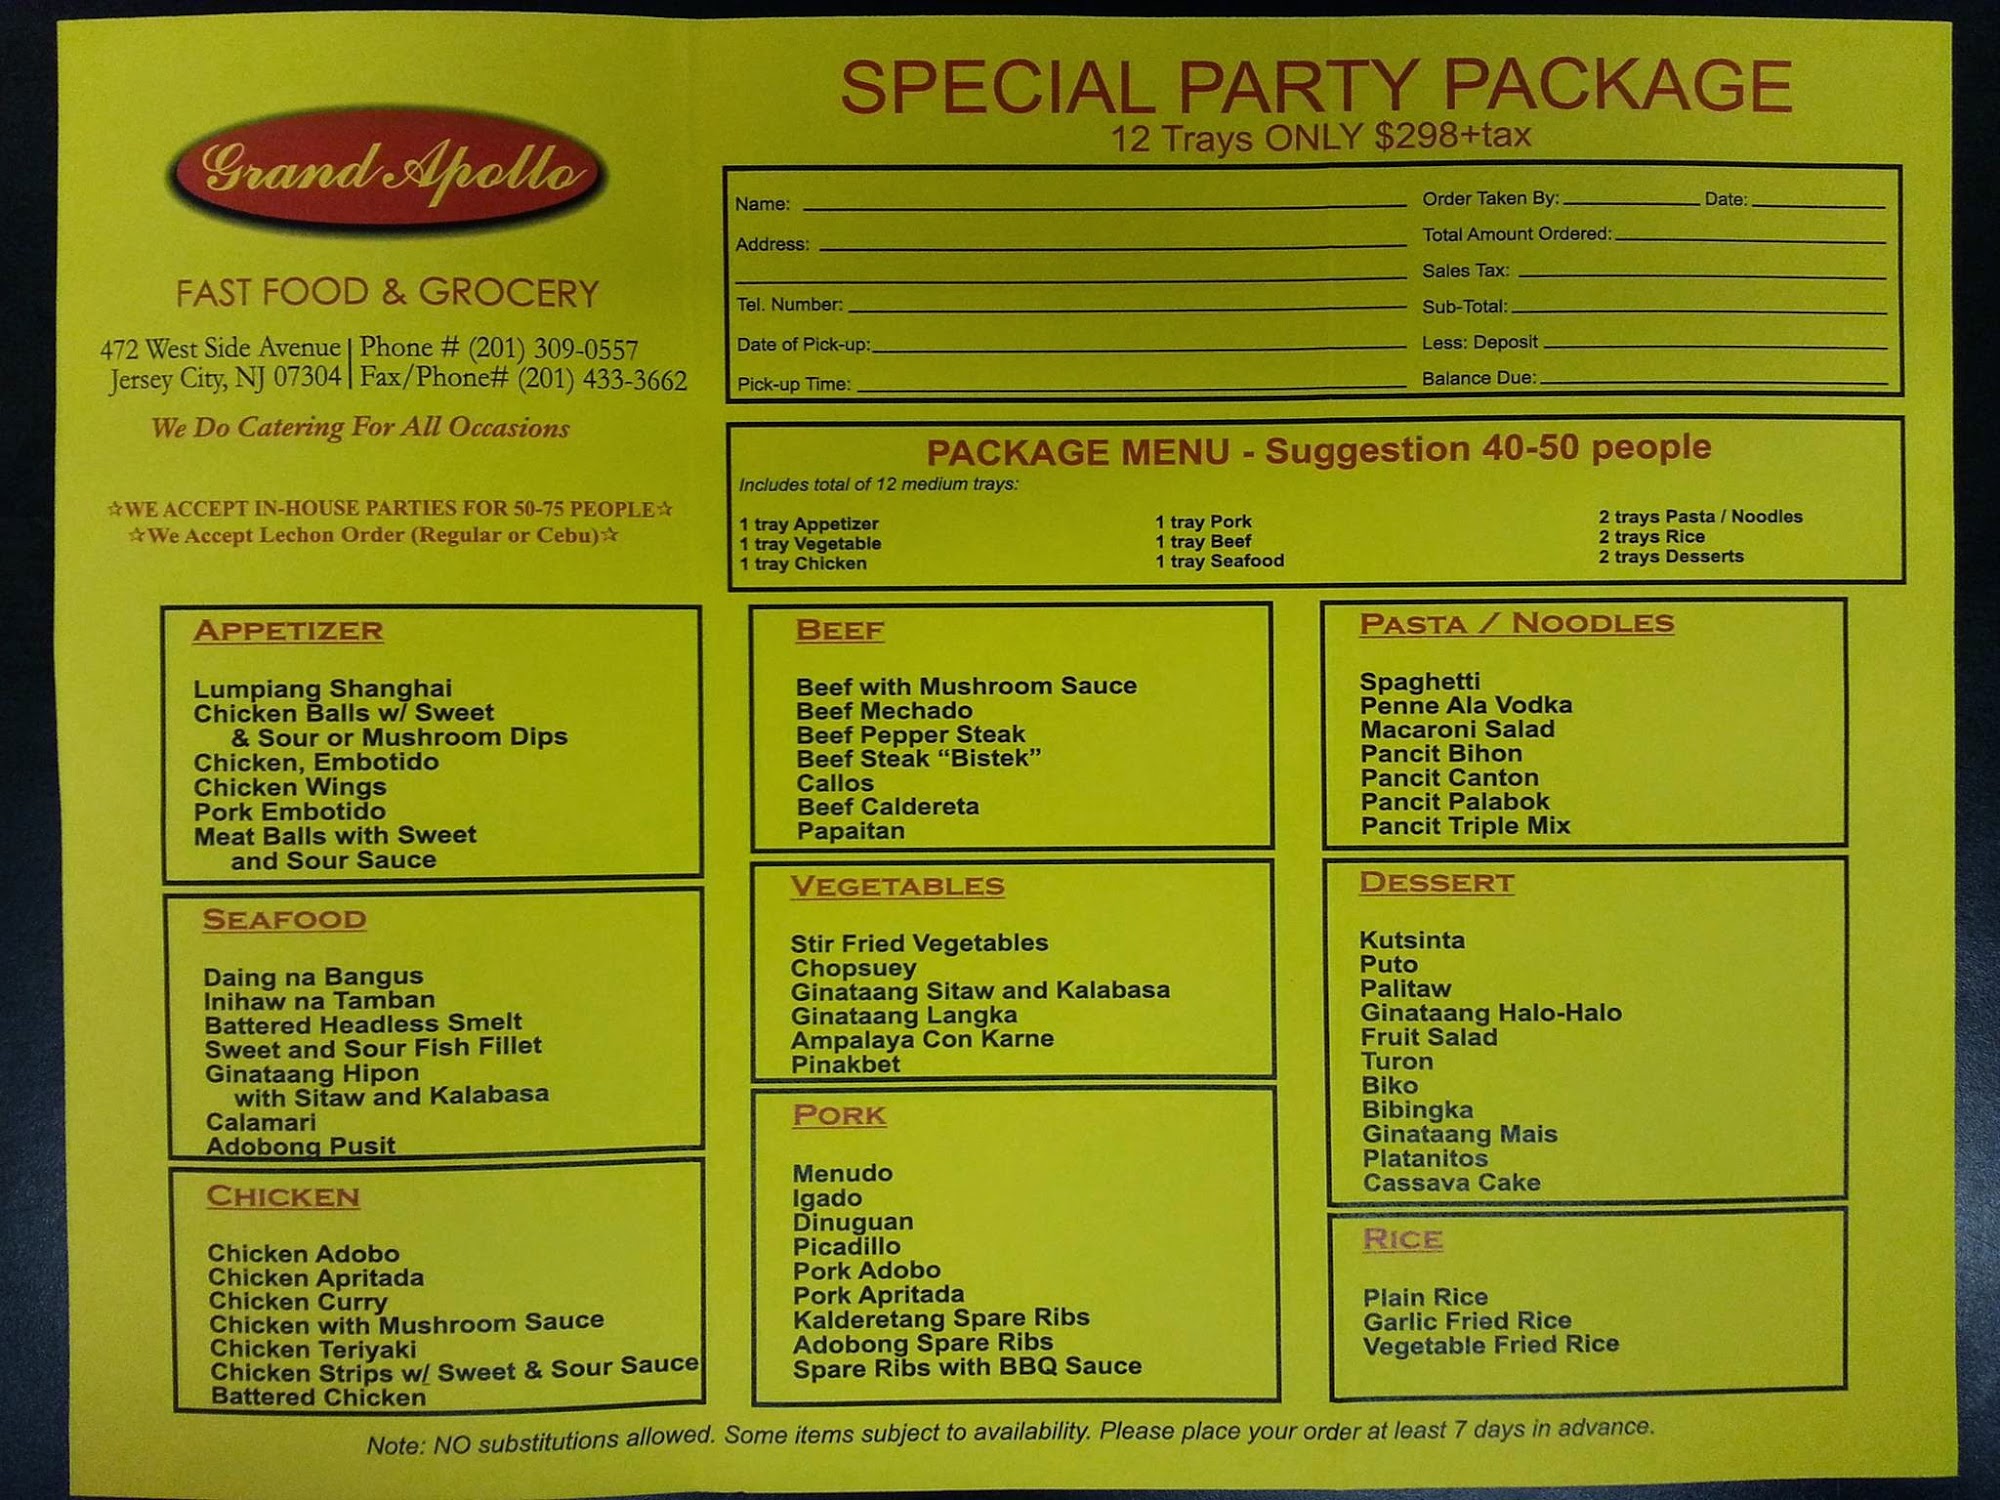 Grand Apollo
FAST FOOD & GROCERY
472 West Side Avenue | Phone # (201) 309-0557
Jersey City, NJ 07304 | Fax/Phone# (201) 433-3662
We Do Catering For All Occasions
☆WE ACCEPT IN-HOUSE PARTIES FOR 50-75 PEOPLE☆
☆We Accept Lechon Order (Regular or Cebu)☆
SPECIAL PARTY PACKAGE
12 Trays ONLY $298+tax
Name:
Address:
Tel. Number:
Date of Pick-up:
Pick-up Time:
Order Taken By: Date:
Total Amount Ordered:
Sales Tax:
Sub-Total:
Less: Deposit
Balance Due:
PACKAGE MENU - Suggestion 40-50 people
Includes total of 12 medium trays:
1 tray Appetizer
1 tray Vegetable
1 tray Chicken
1 tray Pork
1 tray Beef
1 tray Seafood
2 trays Pasta / Noodles
2 trays Rice
2 trays Desserts
APPETIZER
Lumpiang Shanghai
Chicken Balls w/ Sweet
& Sour or Mushroom Dips
Chicken, Embotido
Chicken Wings
Pork Embotido
Meat Balls with Sweet
and Sour Sauce
SEAFOOD
Daing na Bangus
Inihaw na Tamban
Battered Headless Smelt
Sweet and Sour Fish Fillet
Ginataang Hipon
with Sitaw and Kalabasa
Calamari
Adobong Pusit
CHICKEN
Chicken Adobo
Chicken Apritada
Chicken Curry
Chicken with Mushroom Sauce
Chicken Teriyaki
Chicken Strips w/ Sweet & Sour Sauce
Battered Chicken
BEEF
Beef with Mushroom Sauce
Beef Mechado
Beef Pepper Steak
Beef Steak “Bistek”
Callos
Beef Caldereta
Papaitan
VEGETABLES
Stir Fried Vegetables
Chopsuey
Ginataang Sitaw and Kalabasa
Ginataang Langka
Ampalaya Con Karne
Pinakbet
PORK
Menudo
Igado
Dinuguan
Picadillo
Pork Adobo
Pork Apritada
Kalderetang Spare Ribs
Adobong Spare Ribs
Spare Ribs with BBQ Sauce
PASTA / NOODLES
Spaghetti
Penne Ala Vodka
Macaroni Salad
Pancit Bihon
Pancit Canton
Pancit Palabok
Pancit Triple Mix
DESSERT
Kutsinta
Puto
Palitaw
Ginataang Halo-Halo
Fruit Salad
Turon
Biko
Bibingka
Ginataang Mais
Platanitos
Cassava Cake
RICE
Plain Rice
Garlic Fried Rice
Vegetable Fried Rice
Note: NO substitutions allowed. Some items subject to availability. Please place your order at least 7 days in advance.